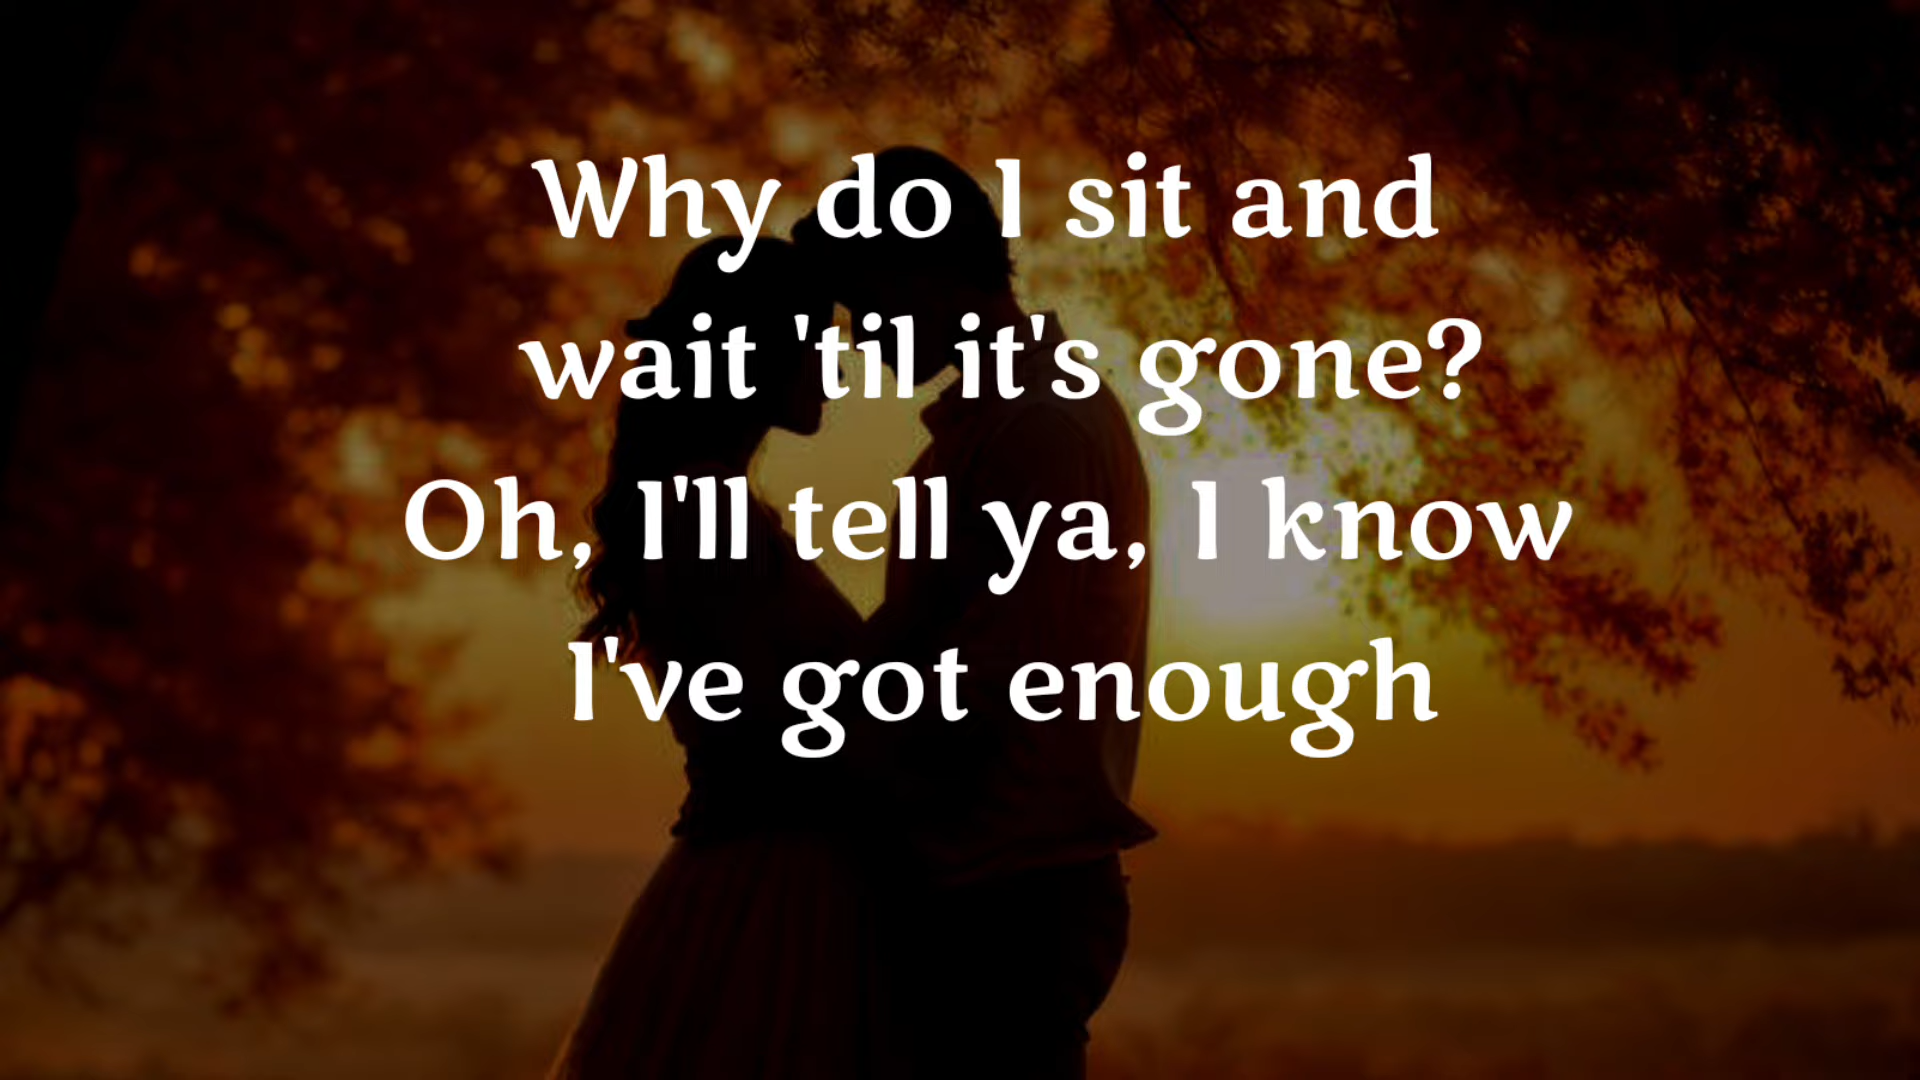 Why do I sit and
wait 'til it's gone?
Oh, I'll tell ya, I know
I've got enough